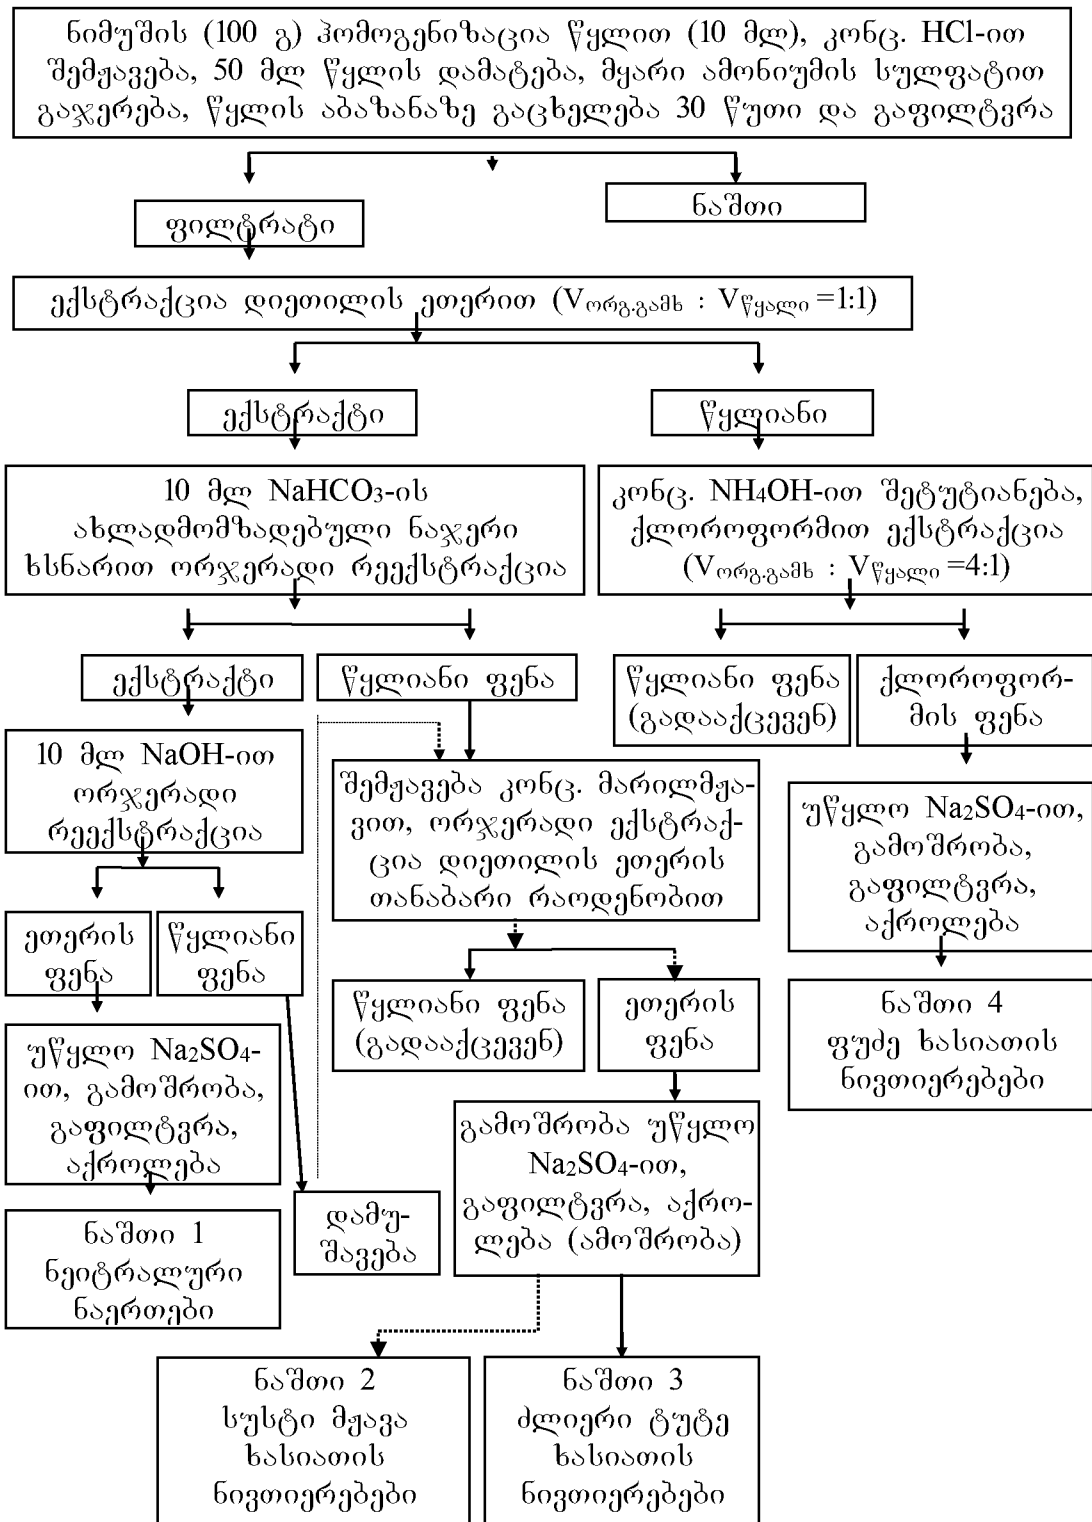 ნიმუშის (100 გ) ჰომოგენიზაცია წყლით (10 მლ), კონც. HCl-ით
შემჟავება, 50 მლ წყლის დამატება, მყარი ამონიუმის სულფატით
გაჯერება, წყლის აბაზანაზე გაცხელება 30 წუთი და გაფილტვრა
ნაშთი
ფილტრატი
ექსტრაქცია დიეთილის ეთერით (Vორგ.გამხ : Vწყალი =1:1)
ექსტრაქტი
წყლიანი
10 მლ NaHCO3-ის
ახლადმომზადებული ნაჯერი
ხსნარით ორჯერადი რეექსტრაქცია
კონც. NH4OH-ით შეტუტიანება,
ქლოროფორმით ექსტრაქცია
(Vორგ.გამხ : Vწყალი =4:1)
ექსტრაქტი
წყლიანი ფენა
წყლიანი ფენა
(გადააქცევენ)
ქლოროფორ-
მის ფენა
10 მლ NaOH-ით
ორჯერადი
რეექსტრაქცია
შემჟავება კონც. მარილმჟა-
ვით, ორჯერადი ექსტრაქ-
ცია დიეთილის ეთერის
თანაბარი რაოდენობით
უწყლო Na2SO4-ით,
გამოშრობა,
გაფილტვრა,
აქროლება
ეთერის
ფენა
წყლიანი
ფენა
წყლიანი ფენა
(გადააქცევენ)
ეთერის
ფენა
ნაშთი 4
ფუძე ხასიათის
ნივთიერებები
უწყლო Na2SO4-
ით, გამოშრობა,
გაფილტვრა,
აქროლება
გამოშრობა უწყლო
Na2SO4-ით,
გაფილტვრა, აქრო-
ლება (ამოშრობა)
დამუ-
შავება
ნაშთი 1
ნეიტრალური
ნაერთები
ნაშთი 2
სუსტი მჟავა
ხასიათის
ნივთიერებები
ნაშთი 3
ძლიერი ტუტე
ხასიათის
ნივთიერებები